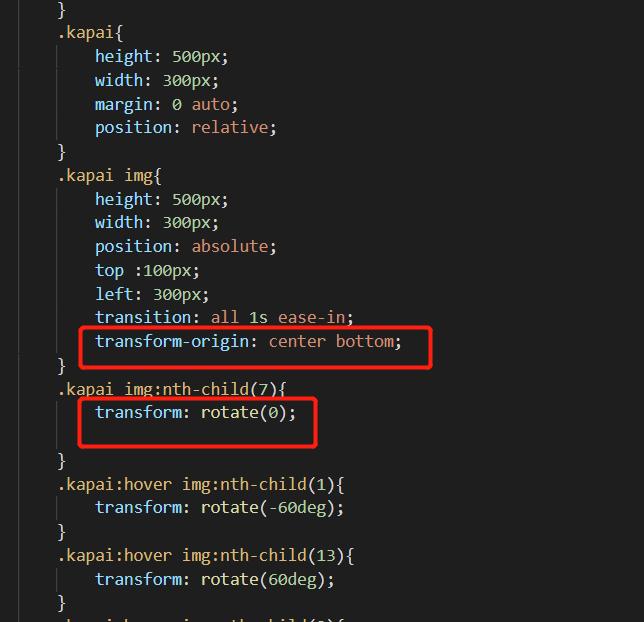 }
.kapai{
height: 500px;
width: 300px;
margin: 0 auto;
position: relative;
}
.kapai img{
height: 500px;
width: 300px;
position: absolute;
top :100px;
left: 300px;
transition: all 1s ease-in;
transform-origin: center bottom;
}
.kapai img:nth-child(7){
transform: rotate(0);
}
.kapai:hover img:nth-child(1){
transform: rotate(-60deg);
}
.kapai:hover img:nth-child(13){
transform: rotate(60deg);
}